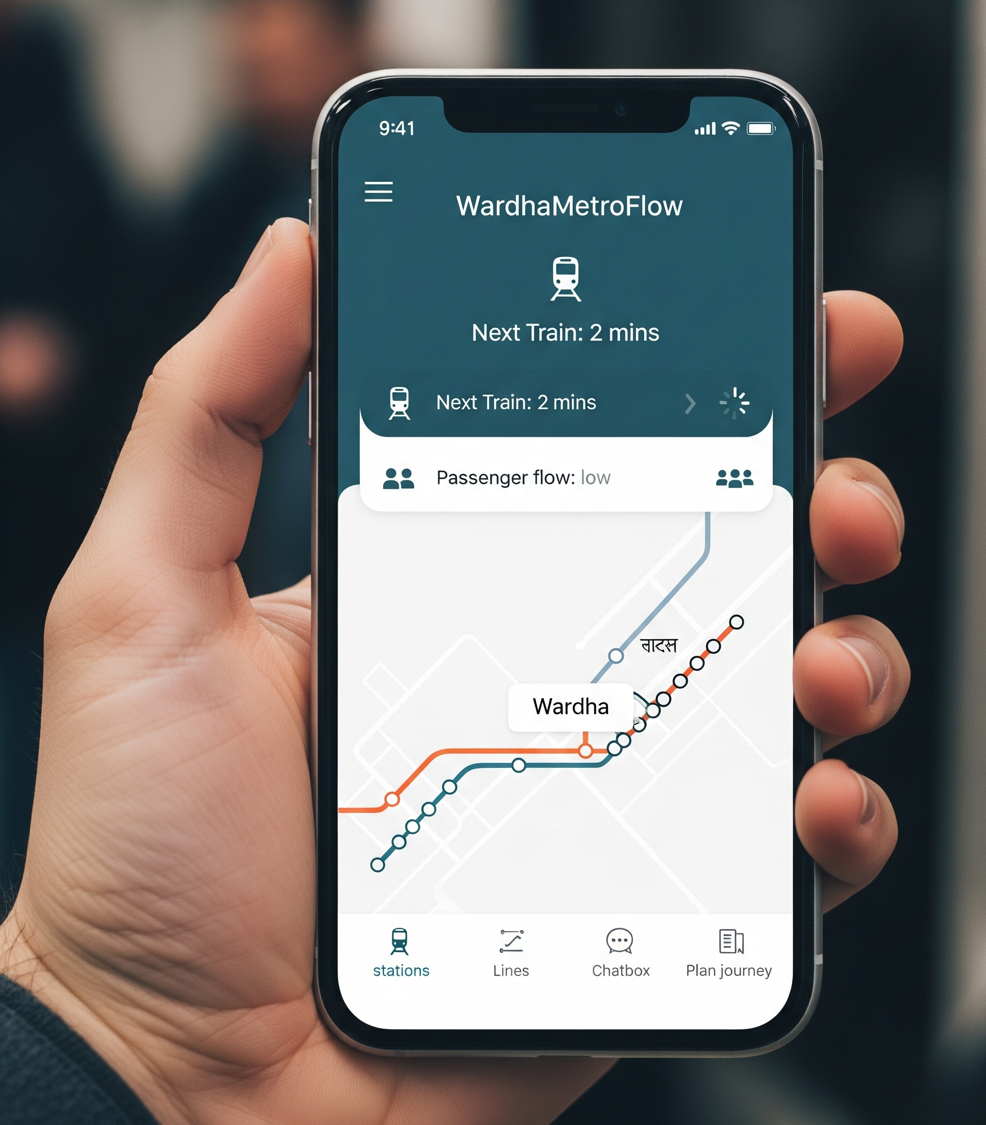 9:41
WardhaMetroFlow
Next Train: 2 mins
Next Train: 2 mins
Passenger flow: low
Wardha
stations
Lines
Chatbox
Plan journey